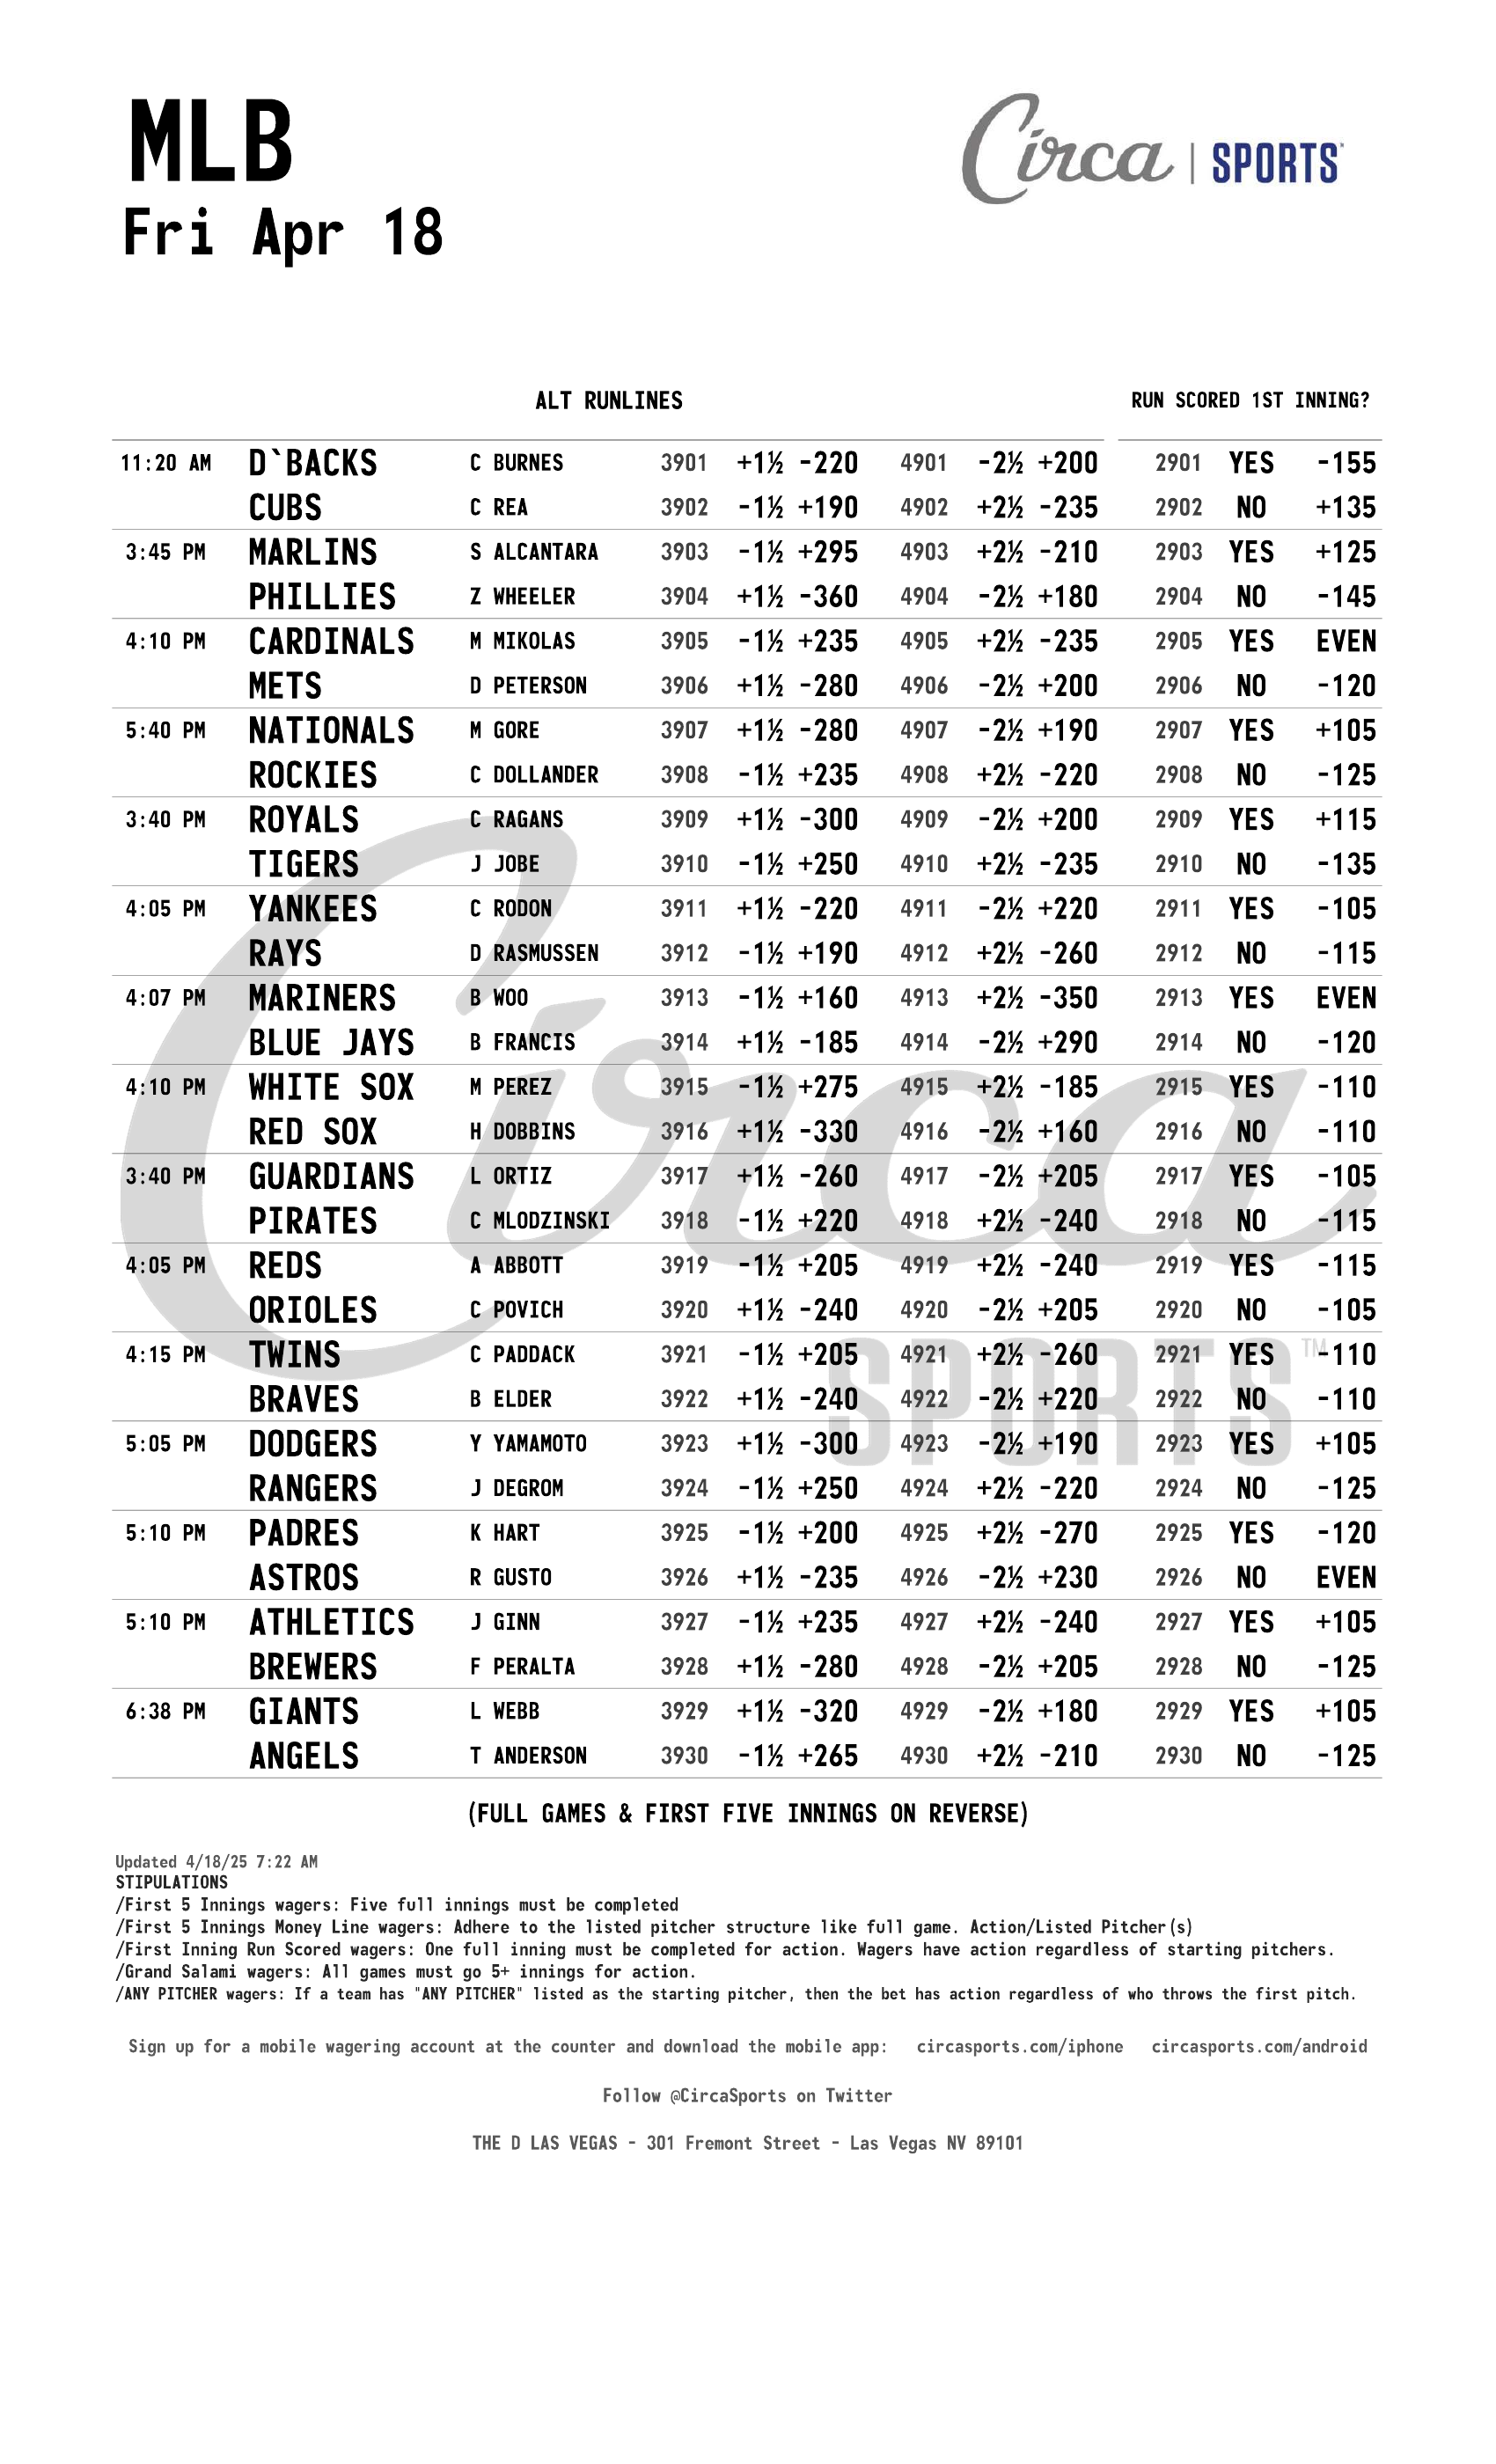 MLB
Circa | SPORTS
Fri Apr 18
ALT RUNLINES RUN SCORED 1ST INNING?
11:20 AM D`BACKS C BURNES 3901 +1½ -220 4901 -2½ +200 2901 YES -155
CUBS C REA 3902 -1½ +190 4902 +2½ -235 2902 NO +135
3:45 PM MARLINS S ALCANTARA 3903 -1½ +295 4903 +2½ -210 2903 YES +125
PHILLIES Z WHEELER 3904 +1½ -360 4904 -2½ +180 2904 NO -145
4:10 PM CARDINALS M MIKOLAS 3905 -1½ +235 4905 +2½ -235 2905 YES EVEN
METS D PETERSON 3906 +1½ -280 4906 -2½ +200 2906 NO -120
5:40 PM NATIONALS M GORE 3907 +1½ -280 4907 -2½ +190 2907 YES +105
ROCKIES C DOLLANDER 3908 -1½ +235 4908 +2½ -220 2908 NO -125
3:40 PM ROYALS C RAGANS 3909 +1½ -300 4909 -2½ +200 2909 YES +115
TIGERS J JOBE 3910 -1½ +250 4910 +2½ -235 2910 NO -135
4:05 PM YANKEES C RODON 3911 +1½ -220 4911 -2½ +220 2911 YES -105
RAYS D RASMUSSEN 3912 -1½ +190 4912 +2½ -260 2912 NO -115
4:07 PM MARINERS B WOO 3913 -1½ +160 4913 +2½ -350 2913 YES EVEN
BLUE JAYS B FRANCIS 3914 +1½ -185 4914 -2½ +290 2914 NO -120
4:10 PM WHITE SOX M PEREZ 3915 -1½ +275 4915 +2½ -185 2915 YES -110
RED SOX H DOBBINS 3916 +1½ -330 4916 -2½ +160 2916 NO -110
3:40 PM GUARDIANS L ORTIZ 3917 +1½ -260 4917 -2½ +205 2917 YES -105
PIRATES C MLODZINSKI 3918 -1½ +220 4918 +2½ -240 2918 NO -115
4:05 PM REDS A ABBOTT 3919 -1½ +205 4919 +2½ -240 2919 YES -115
ORIOLES C POVICH 3920 +1½ -240 4920 -2½ +205 2920 NO -105
4:15 PM TWINS C PADDACK 3921 -1½ +205 4921 +2½ -260 2921 YES -110
BRAVES B ELDER 3922 +1½ -240 4922 -2½ +220 2922 NO -110
5:05 PM DODGERS Y YAMAMOTO 3923 +1½ -300 4923 -2½ +190 2923 YES +105
RANGERS J DEGROM 3924 -1½ +250 4924 +2½ -220 2924 NO -125
5:10 PM PADRES K HART 3925 -1½ +200 4925 +2½ -270 2925 YES -120
ASTROS R GUSTO 3926 +1½ -235 4926 -2½ +230 2926 NO EVEN
5:10 PM ATHLETICS J GINN 3927 -1½ +235 4927 +2½ -240 2927 YES +105
BREWERS F PERALTA 3928 +1½ -280 4928 -2½ +205 2928 NO -125
6:38 PM GIANTS L WEBB 3929 +1½ -320 4929 -2½ +180 2929 YES +105
ANGELS T ANDERSON 3930 -1½ +265 4930 +2½ -210 2930 NO -125
Circa
SPORTS™
(FULL GAMES & FIRST FIVE INNINGS ON REVERSE)
Updated 4/18/25 7:22 AM
STIPULATIONS
/First 5 Innings wagers: Five full innings must be completed
/First 5 Innings Money Line wagers: Adhere to the listed pitcher structure like full game. Action/Listed Pitcher(s)
/First Inning Run Scored wagers: One full inning must be completed for action. Wagers have action regardless of starting pitchers.
/Grand Salami wagers: All games must go 5+ innings for action.
/ANY PITCHER wagers: If a team has "ANY PITCHER" listed as the starting pitcher, then the bet has action regardless of who throws the first pitch.
Sign up for a mobile wagering account at the counter and download the mobile app: circasports.com/iphone circasports.com/android
Follow @CircaSports on Twitter
THE D LAS VEGAS - 301 Fremont Street - Las Vegas NV 89101